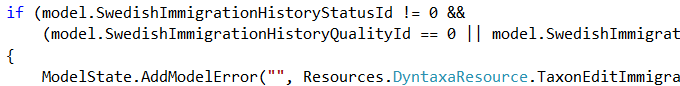 if (model.SwedishImmigrationHistoryStatusId != 0 &&
(model.SwedishImmigrationHistoryQualityId == 0 || model.SwedishImmigrat
{
ModelState.AddModelError("", Resources.DyntaxaResource.TaxonEditImmigra